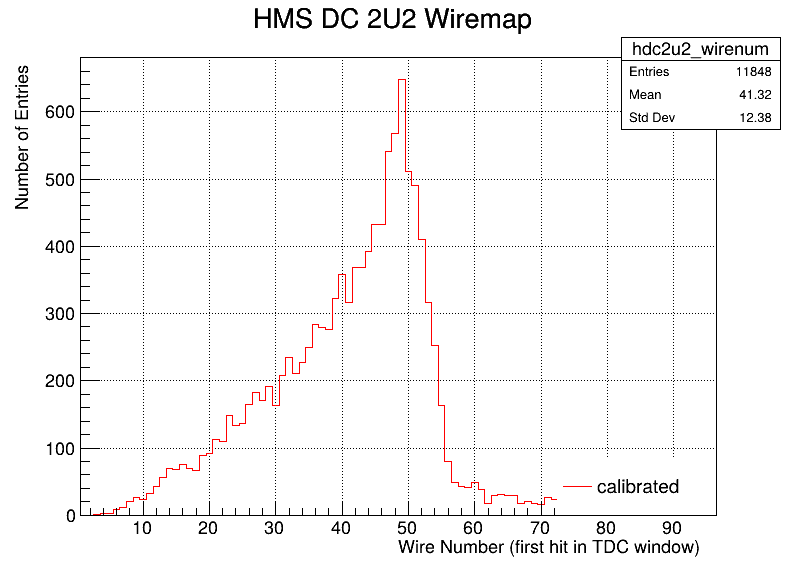 HMS DC 2U2 Wiremap
hdc2u2_wirenum
Entries 11848
Mean 41.32
Std Dev 12.38
Number of Entries
600
500
400
300
200
100
0
calibrated
10 20 30 40 50 60 70 80 90
Wire Number (first hit in TDC window)